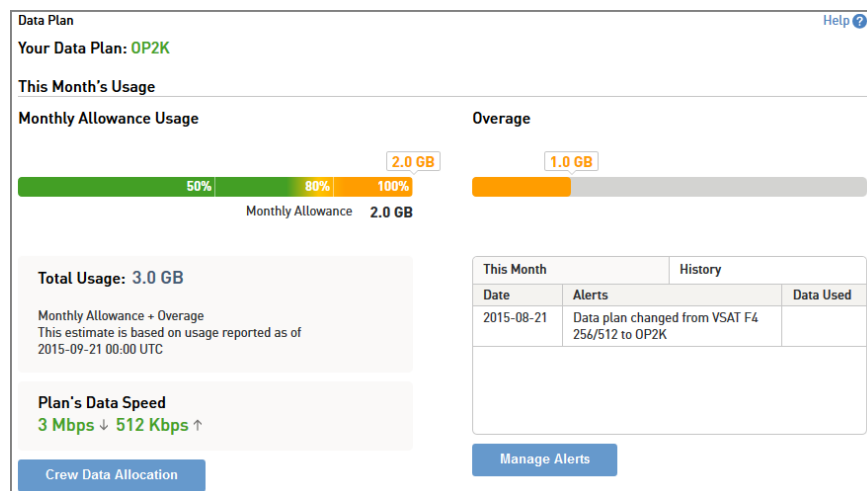 Data Plan
Help ?
Your Data Plan: OP2K
This Month's Usage
Monthly Allowance Usage
Overage
2.0 GB
1.0 GB
50% 80% 100%
Monthly Allowance 2.0 GB
Total Usage: 3.0 GB
Monthly Allowance + Overage
This estimate is based on usage reported as of
2015-09-21 00:00 UTC
Plan's Data Speed
3 Mbps ↓ 512 Kbps ↑
Crew Data Allocation
This Month History
Date Alerts Data Used
2015-08-21 Data plan changed from VSAT F4
256/512 to OP2K
Manage Alerts